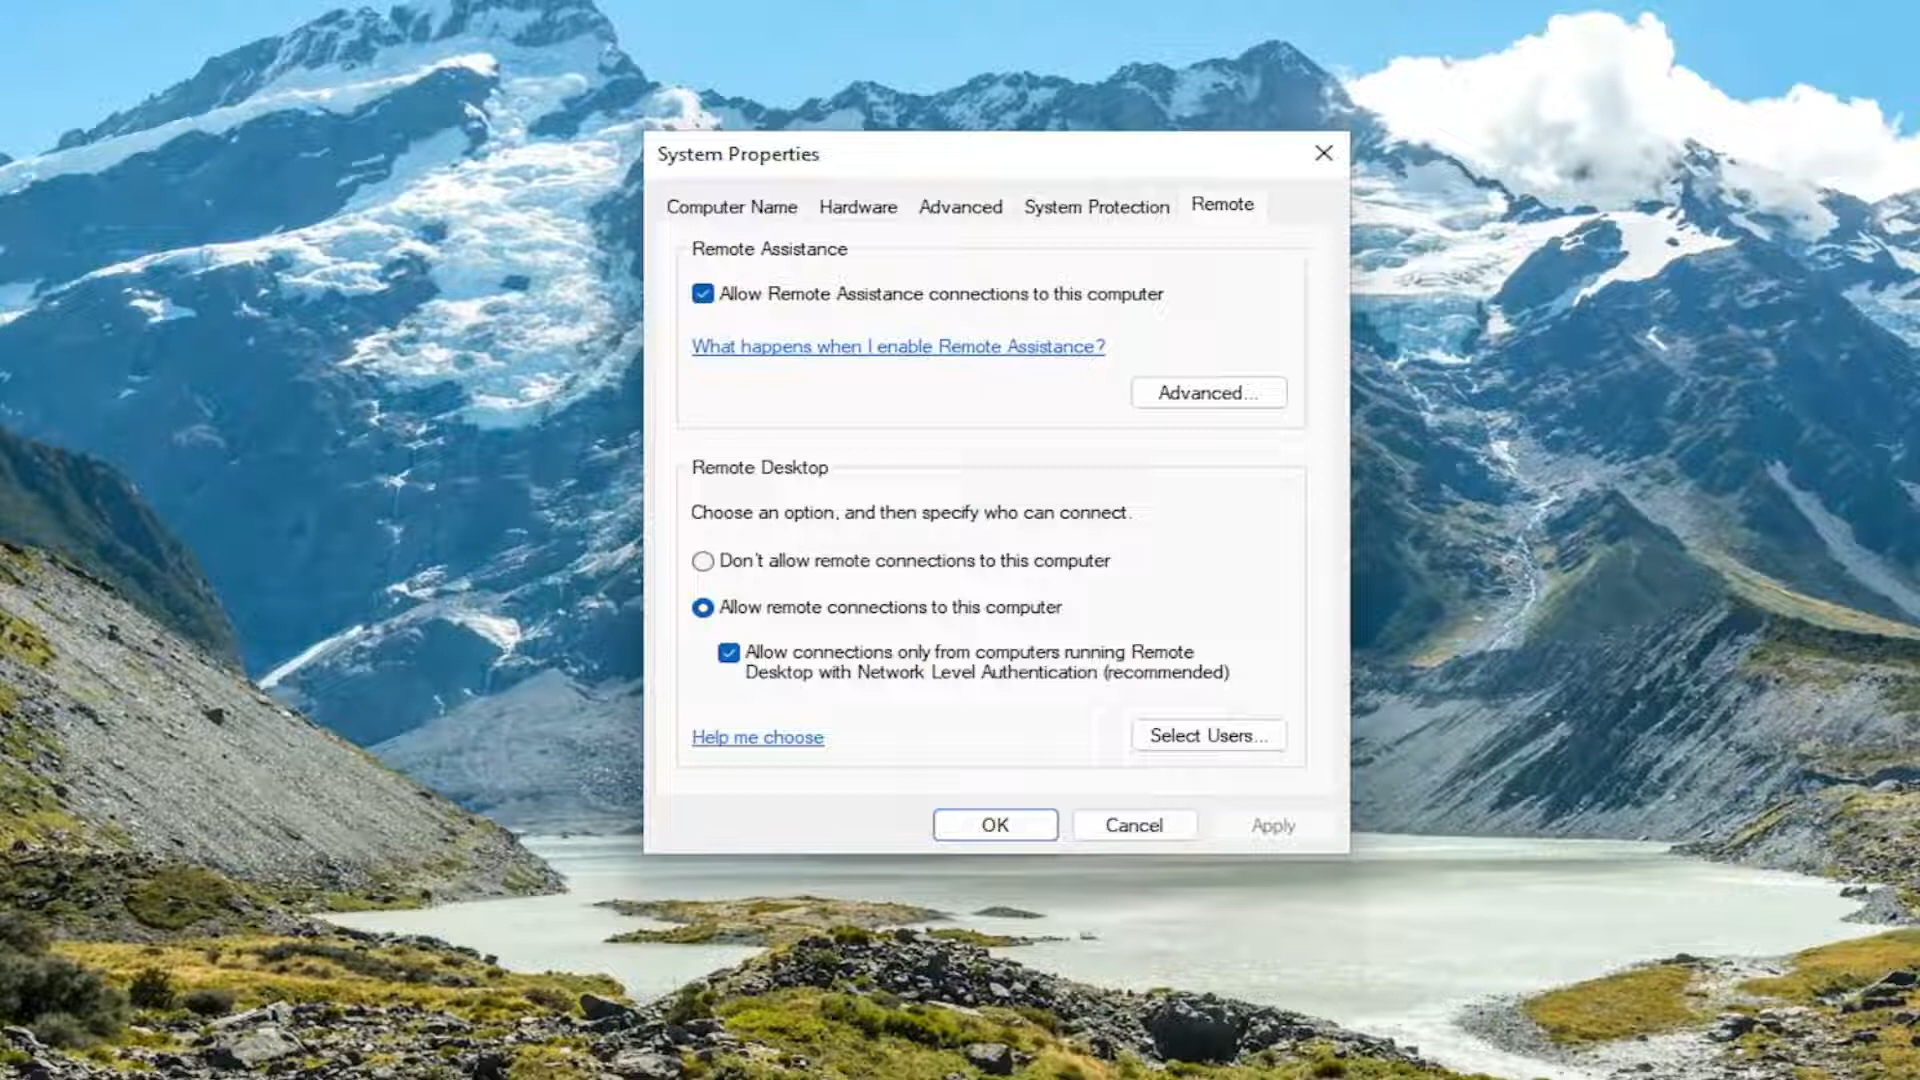 System Properties
Computer Name Hardware Advanced System Protection Remote
Remote Assistance
Allow Remote Assistance connections to this computer
What happens when I enable Remote Assistance?
Advanced...
Remote Desktop
Choose an option, and then specify who can connect.
Don't allow remote connections to this computer
Allow remote connections to this computer
Allow connections only from computers running Remote
Desktop with Network Level Authentication (recommended)
Help me choose
Select Users...
OK Cancel Apply